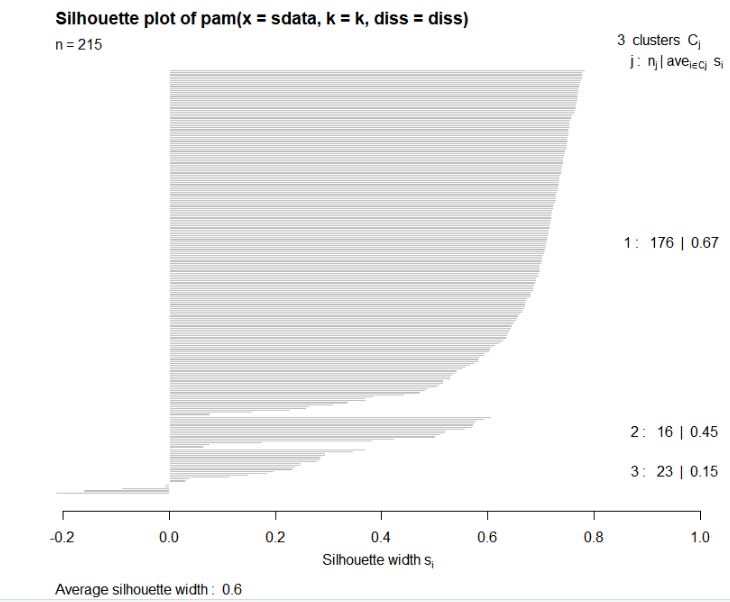 Silhouette plot of pam(x = sdata, k = k, diss = diss)
n = 215
3 clusters Cj
j : nj | avei∈Cj si
1 : 176 | 0.67
2 : 16 | 0.45
3 : 23 | 0.15
-0.2 0.0 0.2 0.4 0.6 0.8 1.0
Silhouette width si
Average silhouette width : 0.6